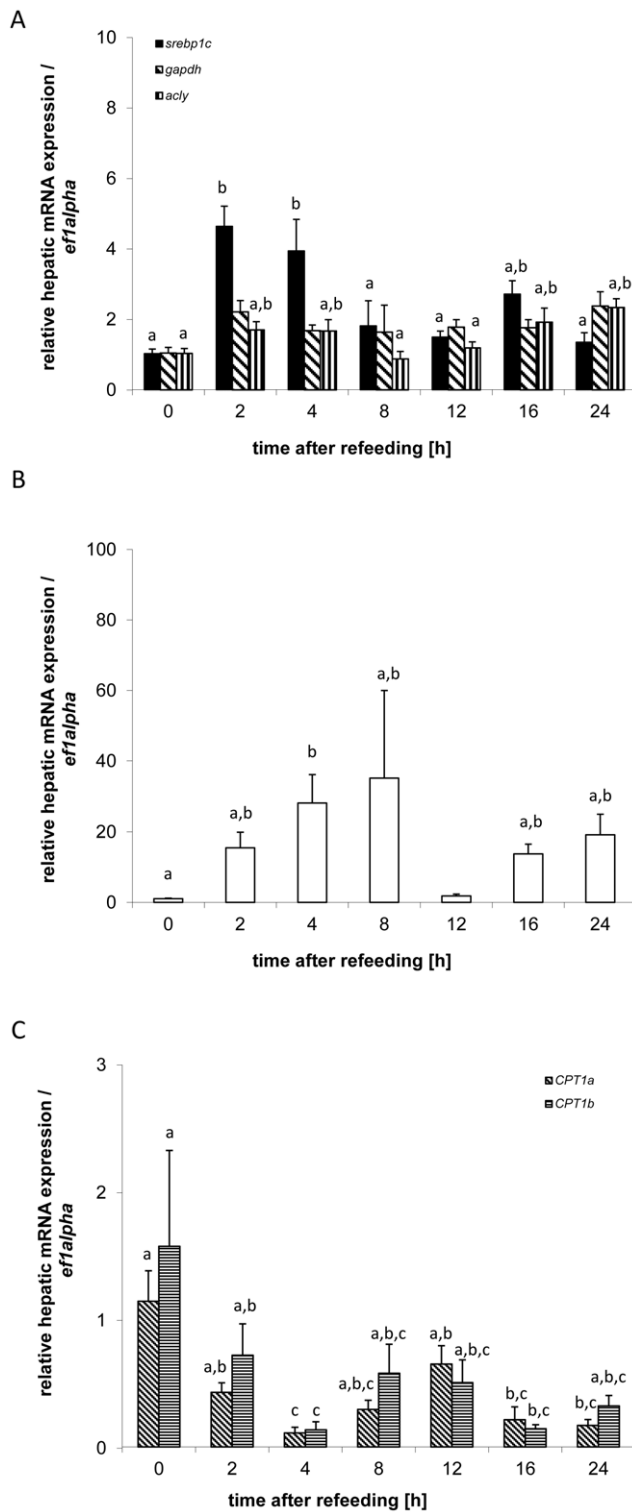 A
relative hepatic mRNA expression /
ef1alpha
10
8
6
4
2
0
srebp1c
gapdh
acly
a
a
b
a,b
b
a,b
a
a
a
a
a,b
a,b
a
b
0
2
4
8
12
16
24
time after refeeding [h]
B
relative hepatic mRNA expression /
ef1alpha
100
80
60
40
20
0
a
a,b
b
a,b
a,b
a,b
0
2
4
8
12
16
24
time after refeeding [h]
C
relative hepatic mRNA expression /
ef1alpha
3
2
1
0
CPT1a
CPT1b
a
a
a,b
a,b
c
c
a,b,c
a,b,c
a,b
a,b,c
b,c
b,c
b,c
a,b,c
0
2
4
8
12
16
24
time after refeeding [h]